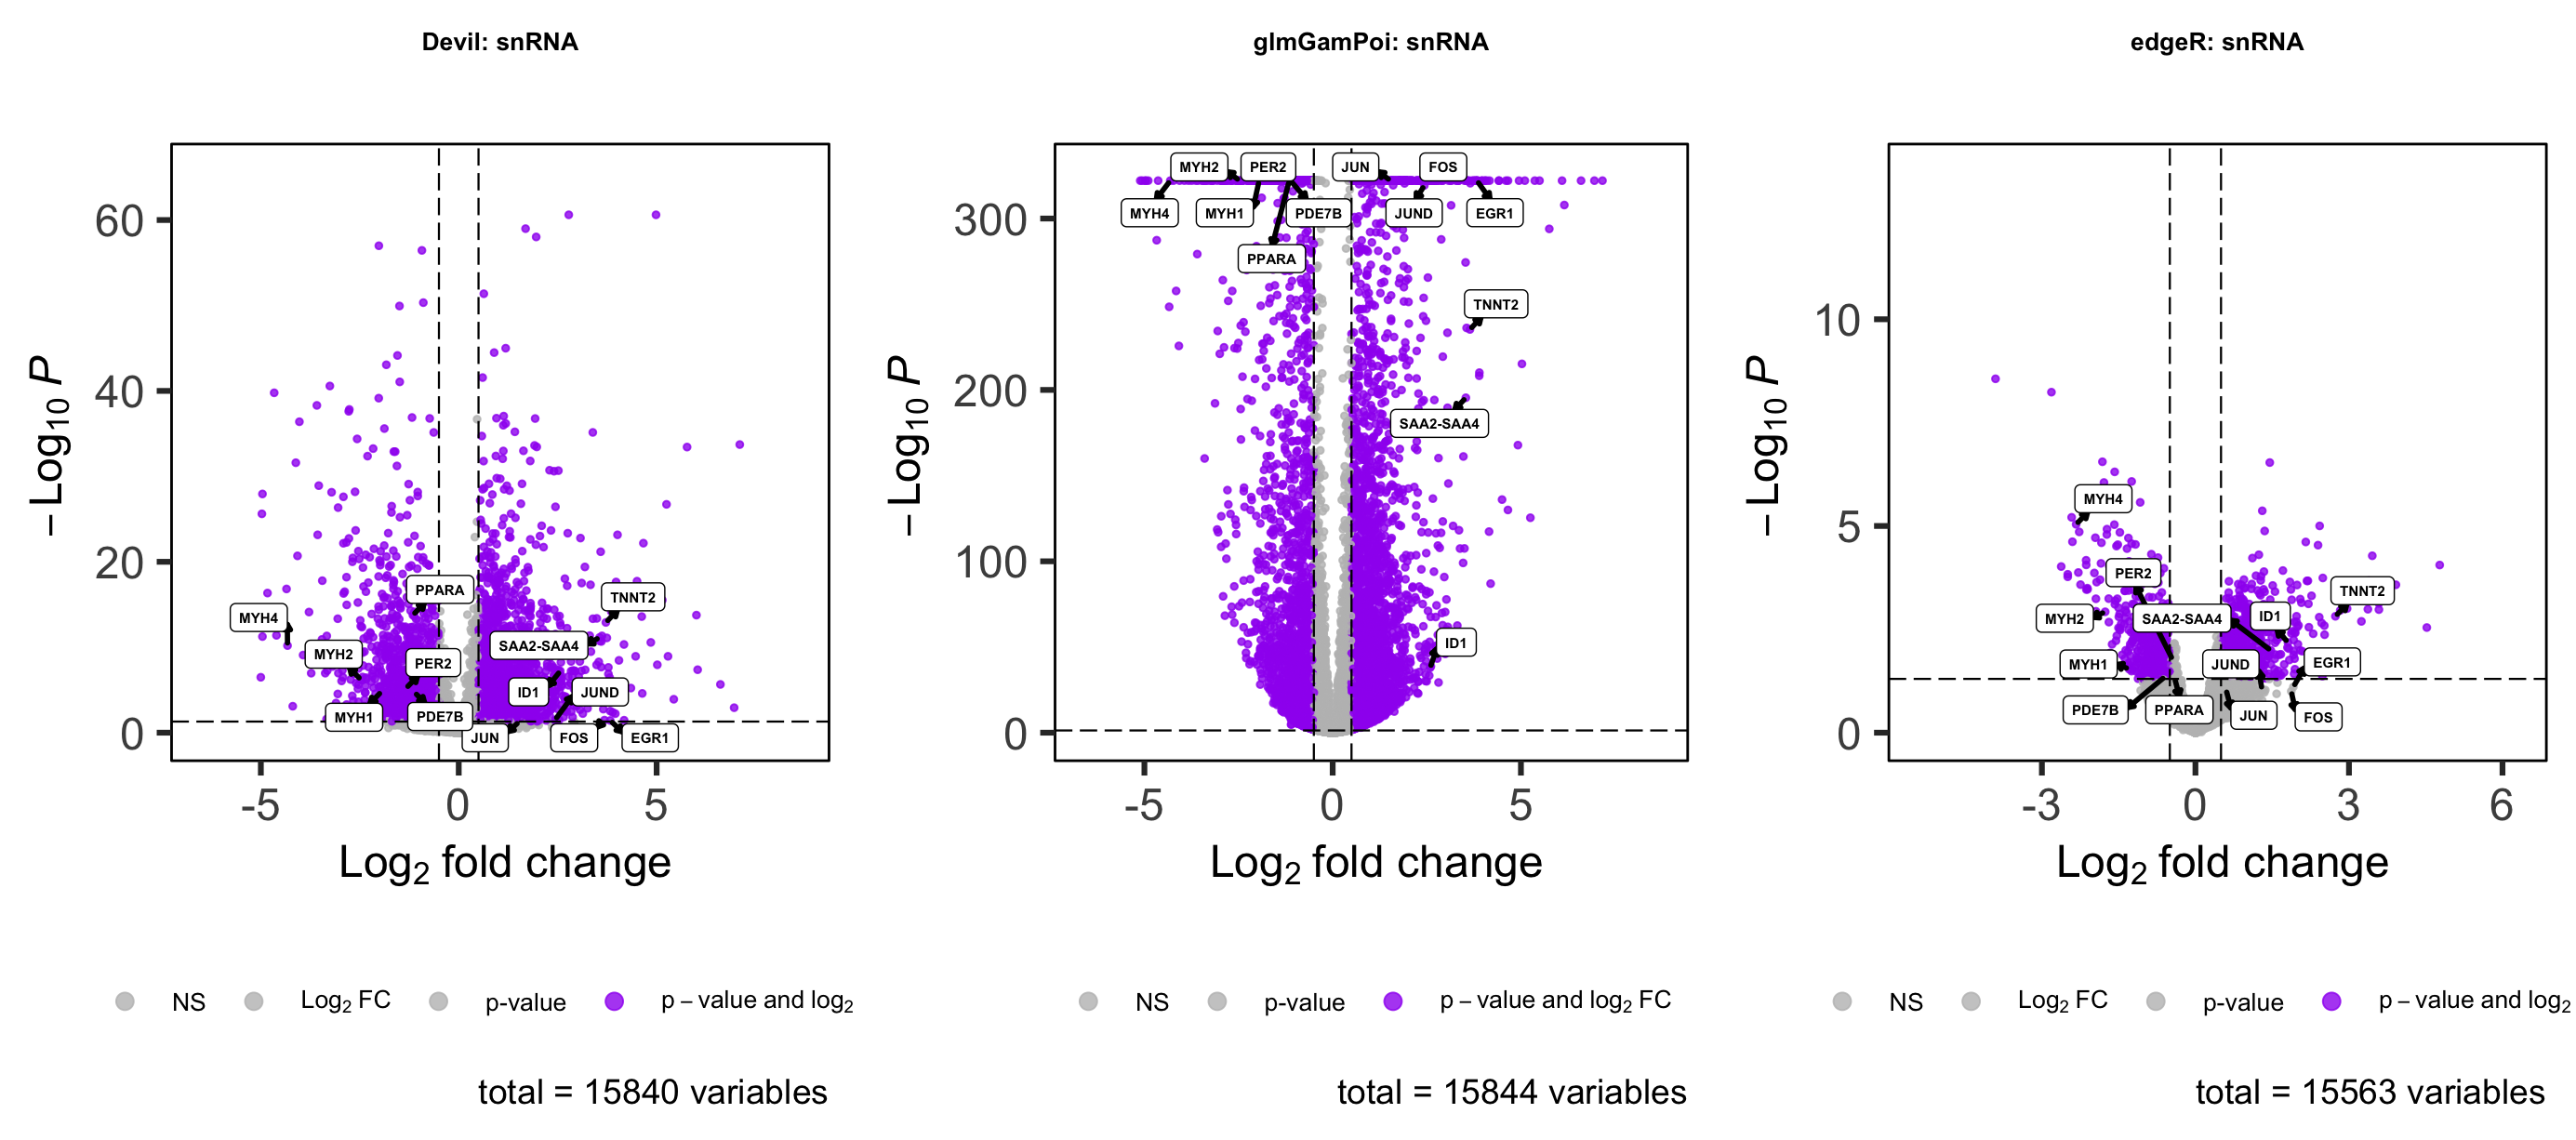 Devil: snRNA
glmGamPoi: snRNA
edgeR: snRNA
−Log10 P
60
40
20
0
PPARA
MYH4
TNNT2
MYH2
SAA2-SAA4
PER2
ID1
JUND
MYH1
PDE7B
JUN
FOS
EGR1
-5
0
5
Log2 fold change
−Log10 P
300
200
100
0
MYH2
PER2
JUN
FOS
MYH4
MYH1
PDE7B
JUND
EGR1
PPARA
TNNT2
SAA2-SAA4
ID1
-5
0
5
Log2 fold change
−Log10 P
10
5
0
MYH4
PER2
TNNT2
MYH2
SAA2-SAA4
ID1
MYH1
JUND
EGR1
PDE7B
PPARA
JUN
FOS
-3
0
3
6
Log2 fold change
NS Log2 FC p-value p − value and log2
NS p-value p − value and log2 FC
NS Log2 FC p-value p − value and log2
total = 15840 variables
total = 15844 variables
total = 15563 variables